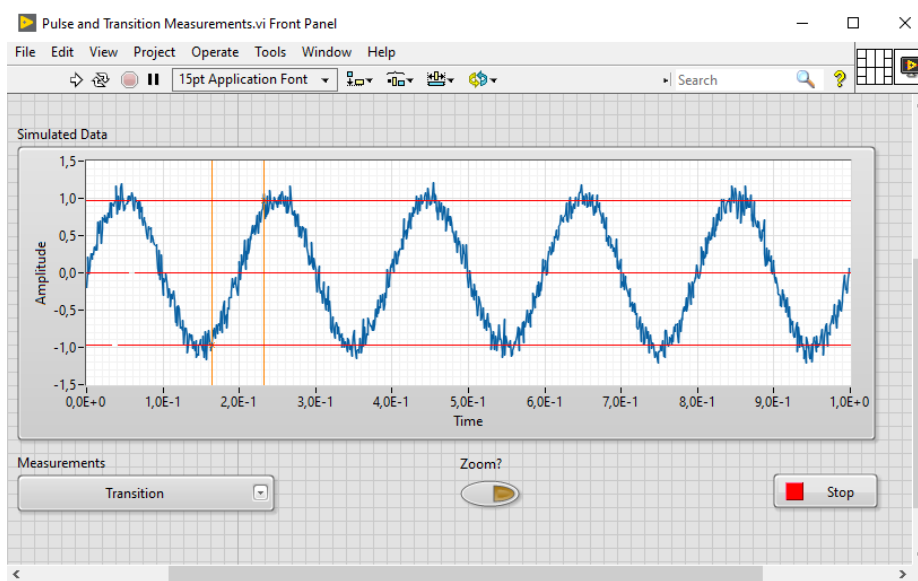 Pulse and Transition Measurements.vi Front Panel
File Edit View Project Operate Tools Window Help
15pt Application Font
Search
Simulated Data
1,5
1,0
0,5
0,0
-0,5
-1,0
-1,5
Amplitude
0,0E+0 1,0E-1 2,0E-1 3,0E-1 4,0E-1 5,0E-1 6,0E-1 7,0E-1 8,0E-1 9,0E-1 1,0E+0
Time
Measurements
Transition
Zoom?
Stop